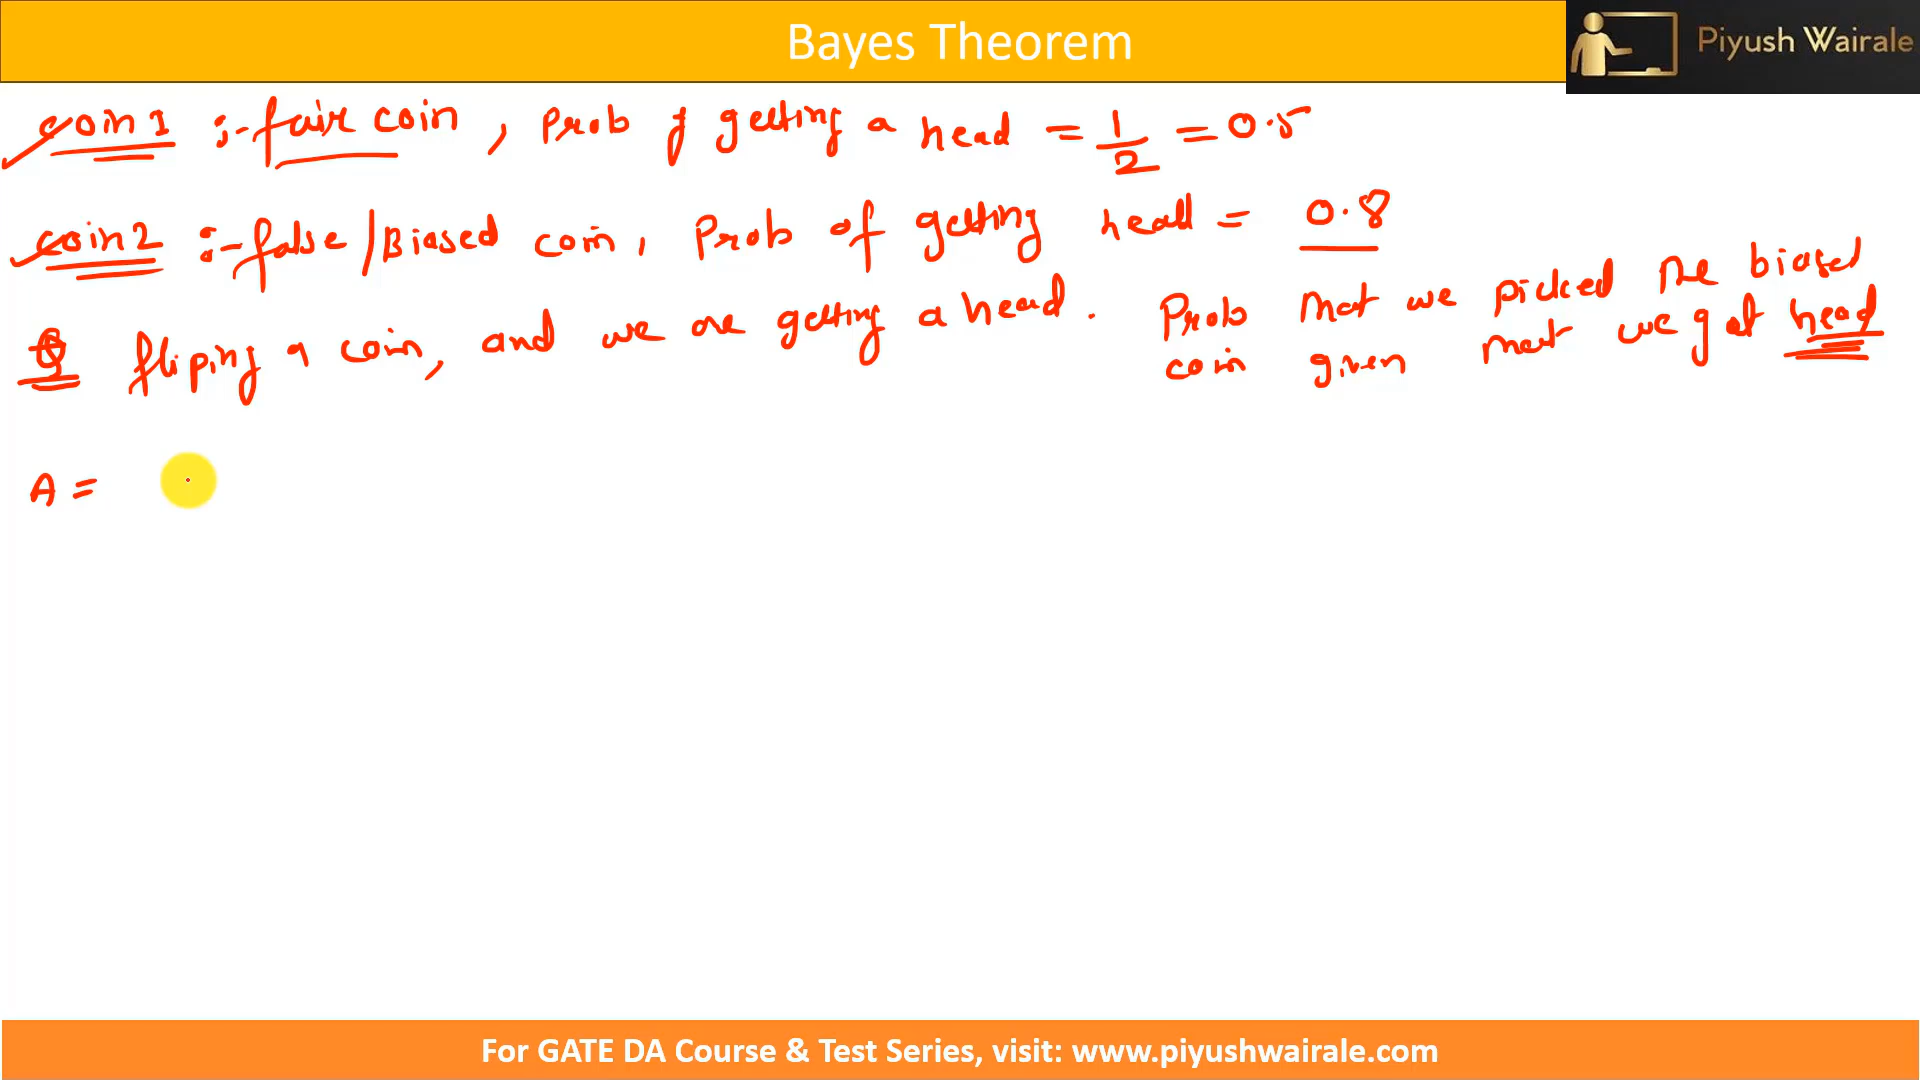 Bayes Theorem
Piyush Wairale
coin 1 :- fair coin, Prob of getting a head = 1/2 = 0.5
coin 2 :- false/Biased coin, Prob of getting head = 0.8
Q fliping a coin, and we are getting a head. Prob that we picked the biased
coin given that we got head
A =
For GATE DA Course & Test Series, visit: www.piyushwairale.com